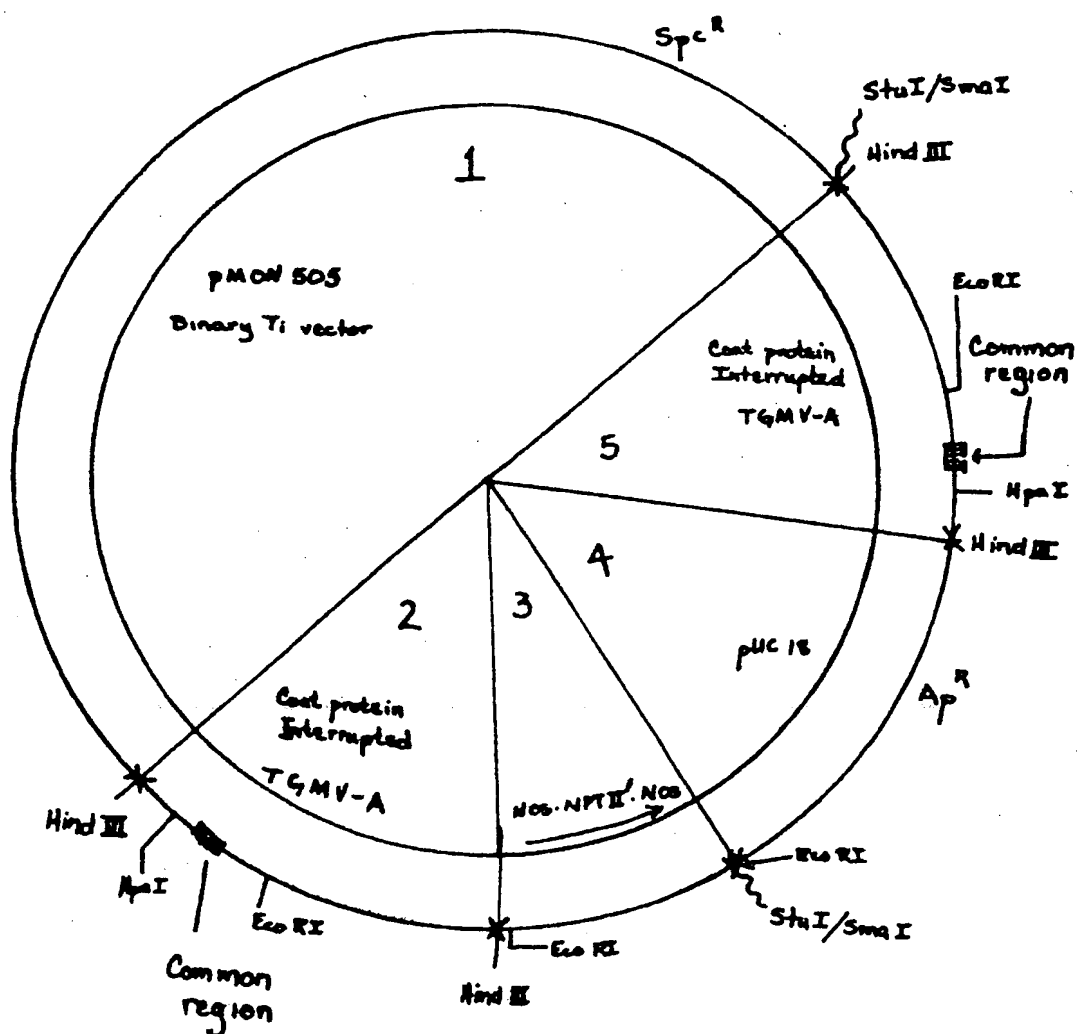 Spc^R
StuI/SmaI
Hind III
1
pMON 505
Binary Ti vector
EcoRI
Common
region
Coat protein
Interrupted
TGMV-A
5
HpaI
Hind III
4
2
3
pUC 18
Ap^R
Coat protein
Interrupted
TGMV-A
NOS·NPT II'·NOS
Hind III
HpaI
EcoRI
Common
region
Hind III
EcoRI
EcoRI
StuI/SmaI